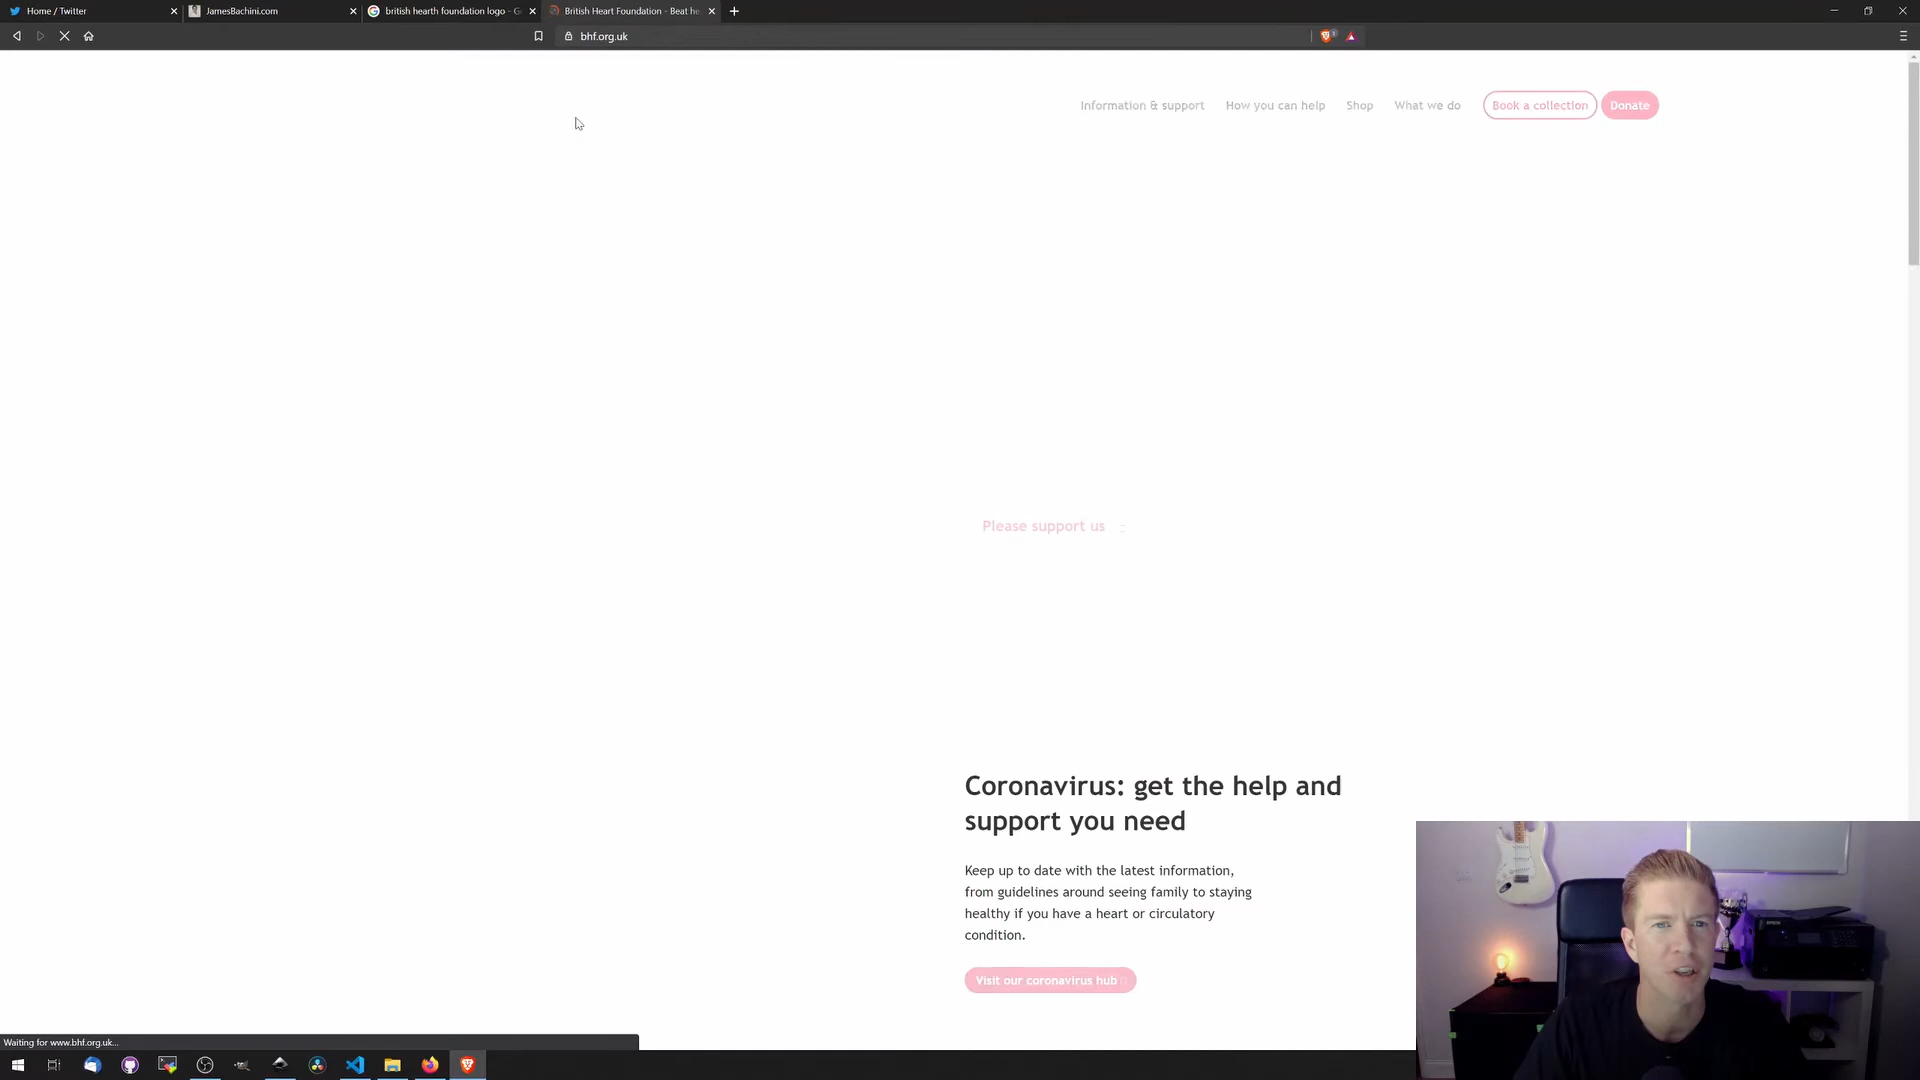 Home / Twitter
JamesBachini.com
british hearth foundation logo - G
British Heart Foundation - Beat he
bhf.org.uk
Information & support
How you can help
Shop
What we do
Book a collection
Donate
Please support us
Coronavirus: get the help and
support you need
Keep up to date with the latest information,
from guidelines around seeing family to staying
healthy if you have a heart or circulatory
condition.
Visit our coronavirus hub
Waiting for www.bhf.org.uk...